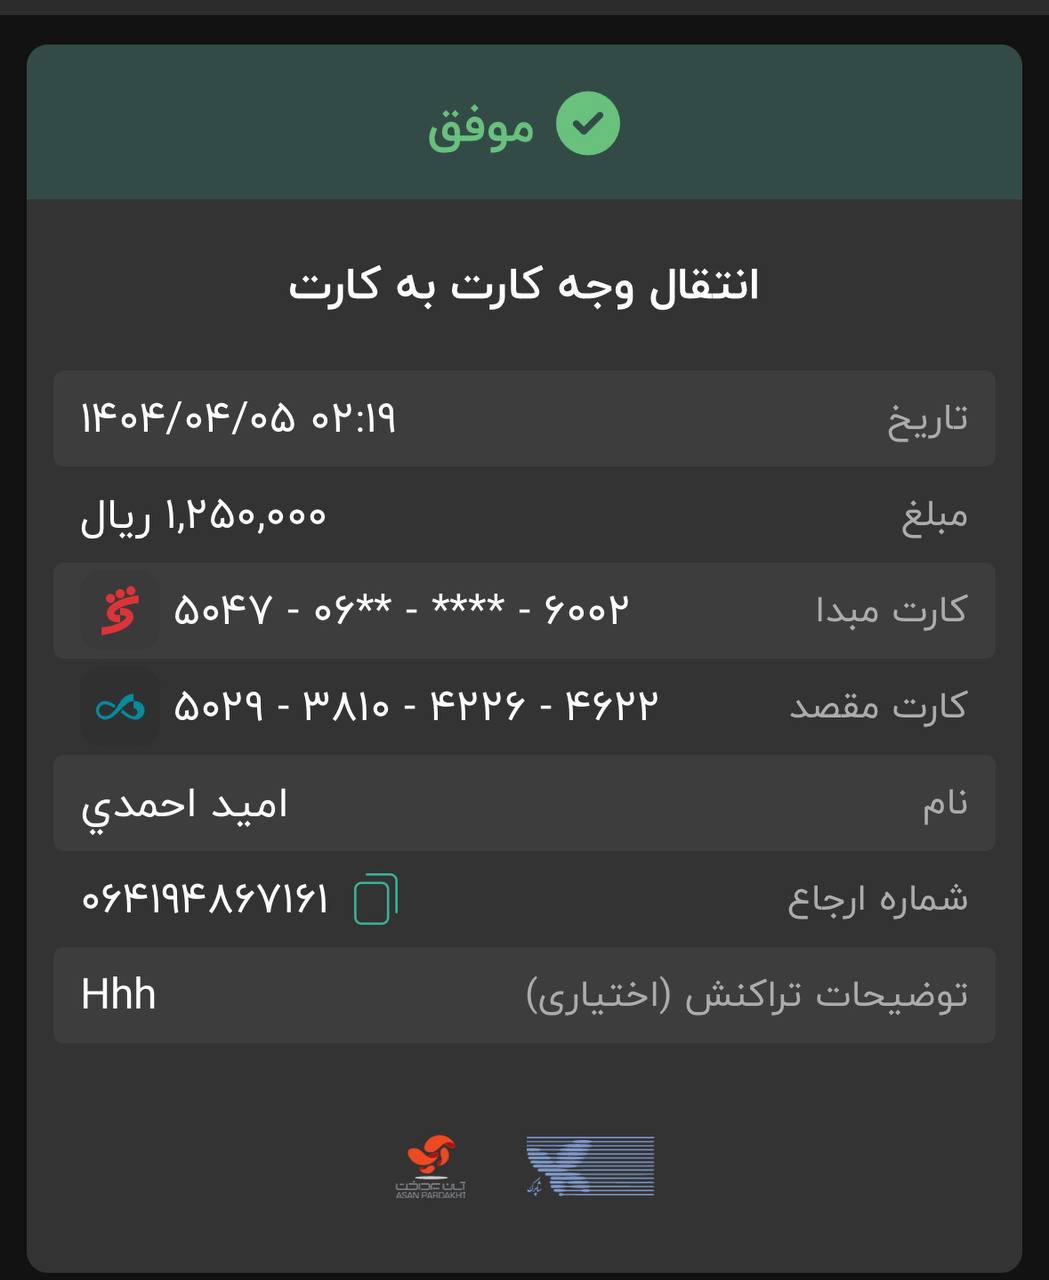 موفق
انتقال وجه کارت به کارت
تاریخ ۱۴۰۴/۰۴/۰۵ ۰۲:۱۹
مبلغ ۱,۲۵۰,۰۰۰ ریال
کارت مبدا ۵۰۴۷ - ۰۶** - **** - ۶۰۰۲
کارت مقصد ۵۰۲۹ - ۳۸۱۰ - ۴۲۲۶ - ۴۶۲۲
نام اميد احمدي
شماره ارجاع ۰۶۴۱۹۴۸۶۷۱۶۱
توضیحات تراکنش (اختیاری) Hhh
شاپرک
آسان پرداخت
ASAN PARDAKHT